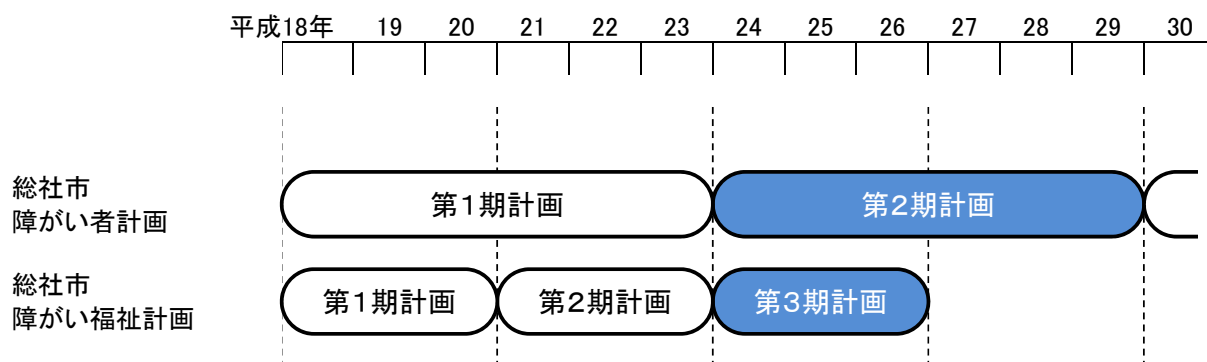 平成18年 19 20 21 22 23 24 25 26 27 28 29 30
総社市
障がい者計画
第1期計画 第2期計画
総社市
障がい福祉計画
第1期計画 第2期計画 第3期計画